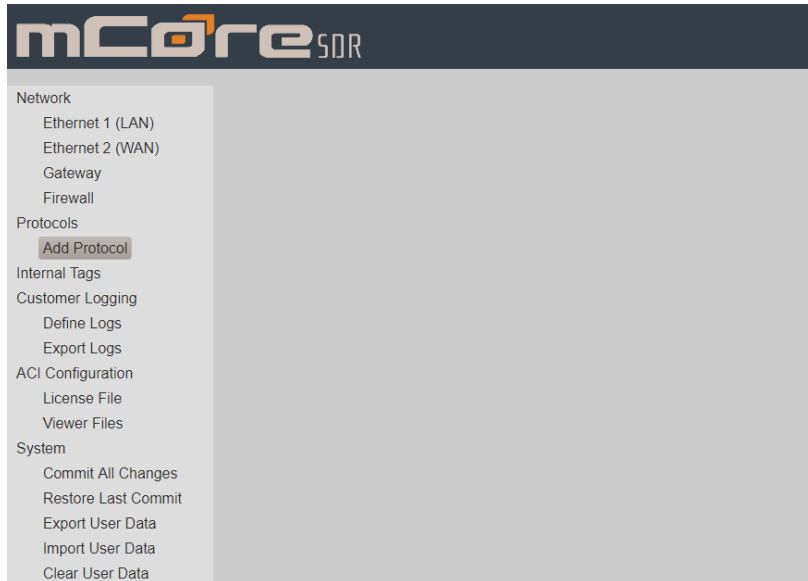 mCore SDR
Network
Ethernet 1 (LAN)
Ethernet 2 (WAN)
Gateway
Firewall
Protocols
Add Protocol
Internal Tags
Customer Logging
Define Logs
Export Logs
ACI Configuration
License File
Viewer Files
System
Commit All Changes
Restore Last Commit
Export User Data
Import User Data
Clear User Data